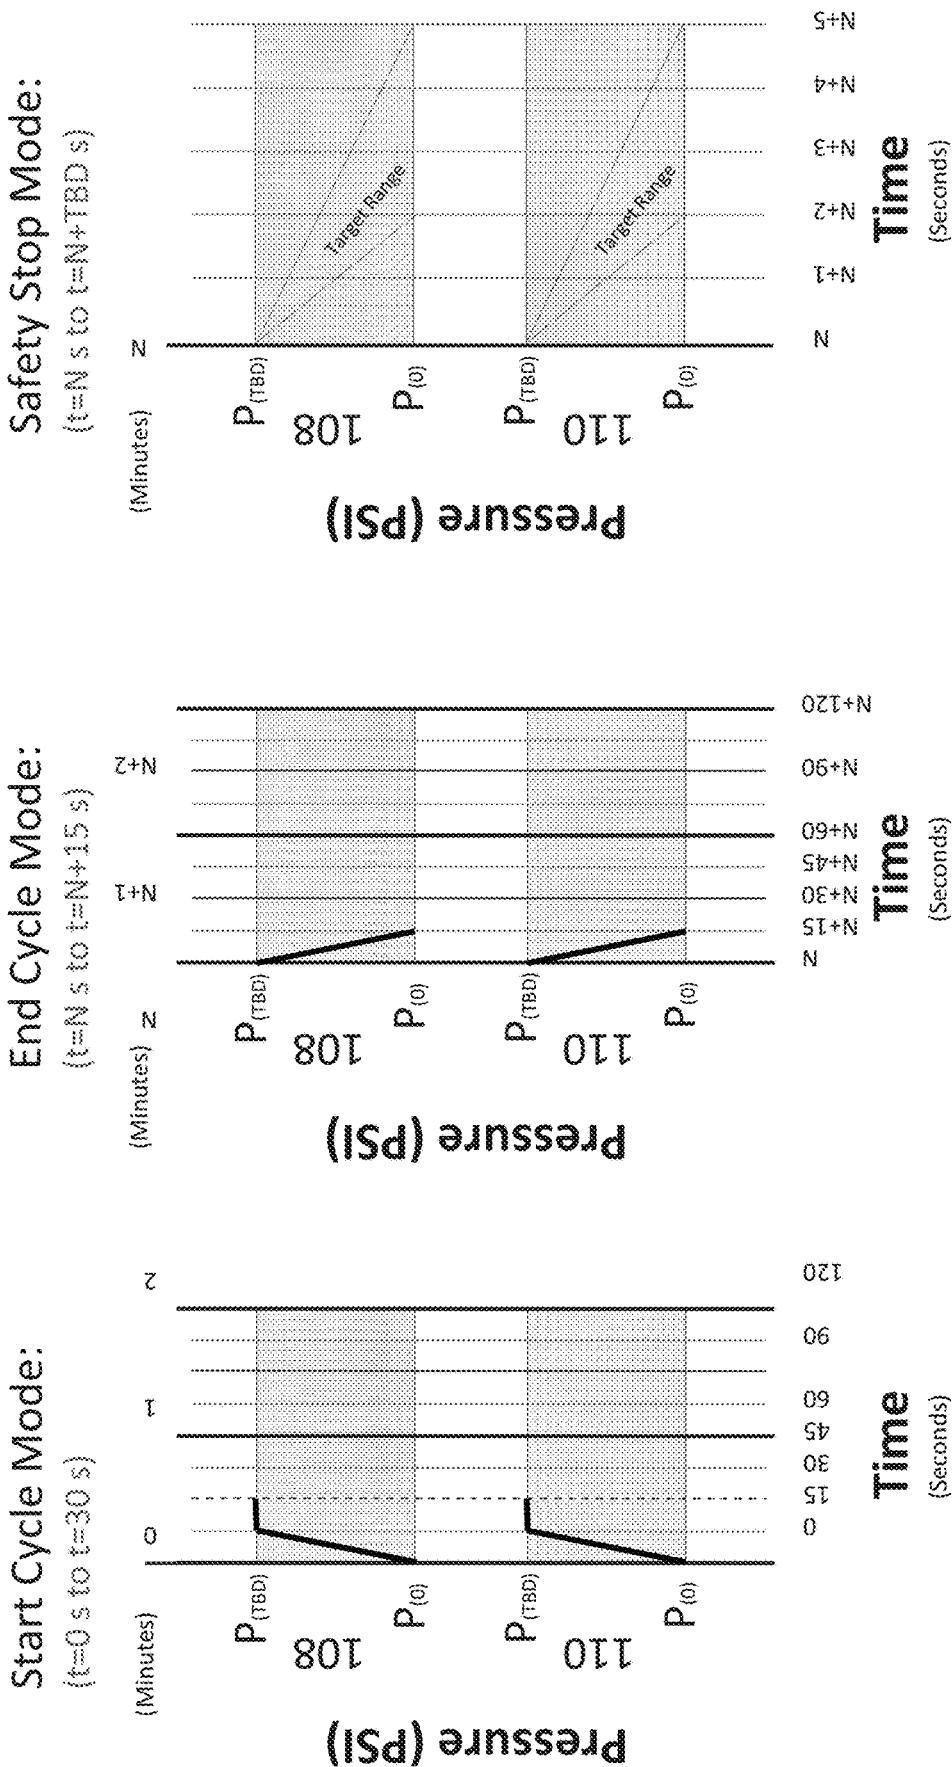 Start Cycle Mode:
(t=0 s to t=30 s)
(Minutes)
0
1
2
P(TBD)
108
P(0)
P(TBD)
110
P(0)
Pressure (PSI)
0
15
30
45
60
90
120
Time
(Seconds)
End Cycle Mode:
(t=N s to t=N+15 s)
(Minutes)
N
N+1
N+2
P(TBD)
108
P(0)
P(TBD)
110
P(0)
Pressure (PSI)
N
N+15
N+30
N+45
N+60
N+90
N+120
Time
(Seconds)
Safety Stop Mode:
(t=N s to t=N+TBD s)
(Minutes)
N
P(TBD)
108
P(0)
Target Range
P(TBD)
110
P(0)
Target Range
Pressure (PSI)
N
N+1
N+2
N+3
N+4
N+5
Time
(Seconds)